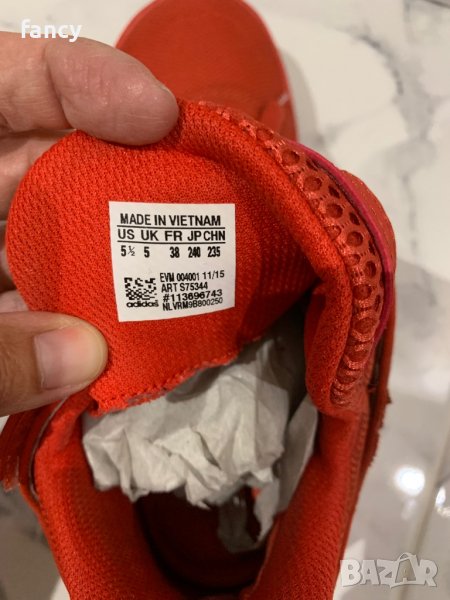 fancy
MADE IN VIETNAM
US UK FR JP CHN
5½ 5 38 240 235
EVM 004001 11/15
ART S75344
#113696743
NLVRM9B800250
adidas
BAZAR